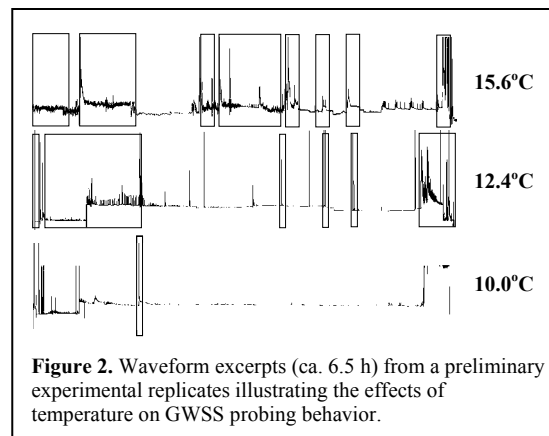 15.6°C
12.4°C
10.0°C
Figure 2. Waveform excerpts (ca. 6.5 h) from a preliminary
experimental replicates illustrating the effects of
temperature on GWSS probing behavior.